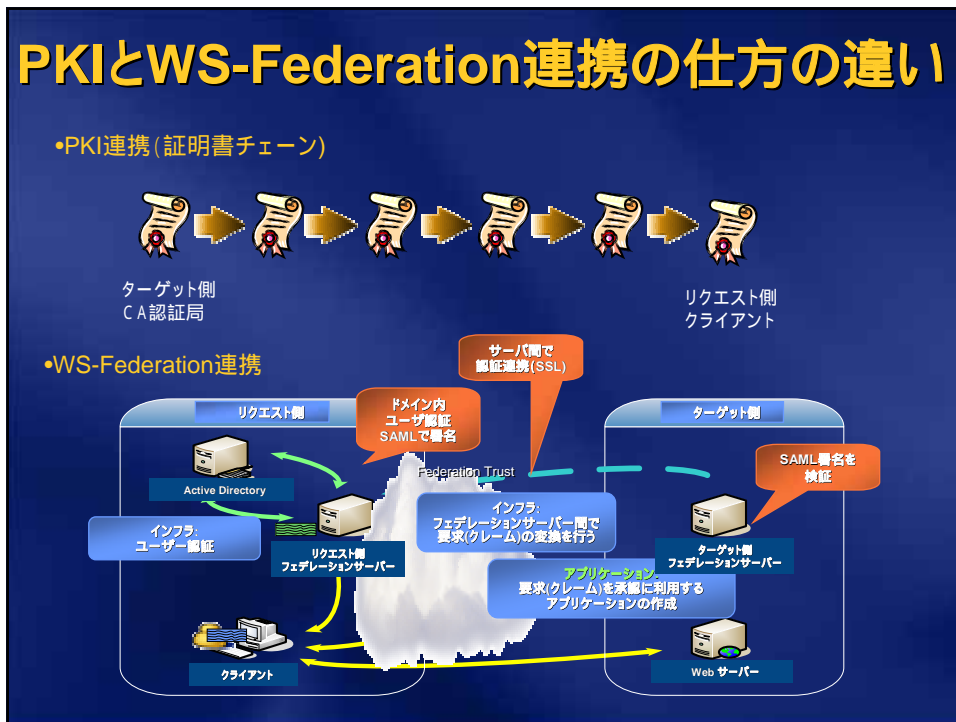 PKIとWS-Federation連携の仕方の違い
•PKI連携(証明書チェーン)
ターゲット側
CA認証局
リクエスト側
クライアント
•WS-Federation連携
サーバ間で
認証連携(SSL)
リクエスト側
ドメイン内
ユーザ認証
SAMLで署名
ターゲット側
SAML署名を
検証
Federation Trust
Active Directory
インフラ:
ユーザー認証
インフラ:
フェデレーションサーバー間で
要求(クレーム)の変換を行う
リクエスト側
フェデレーションサーバー
ターゲット側
フェデレーションサーバー
アプリケーション:
要求(クレーム)を承認に利用する
アプリケーションの作成
クライアント
Web サーバー